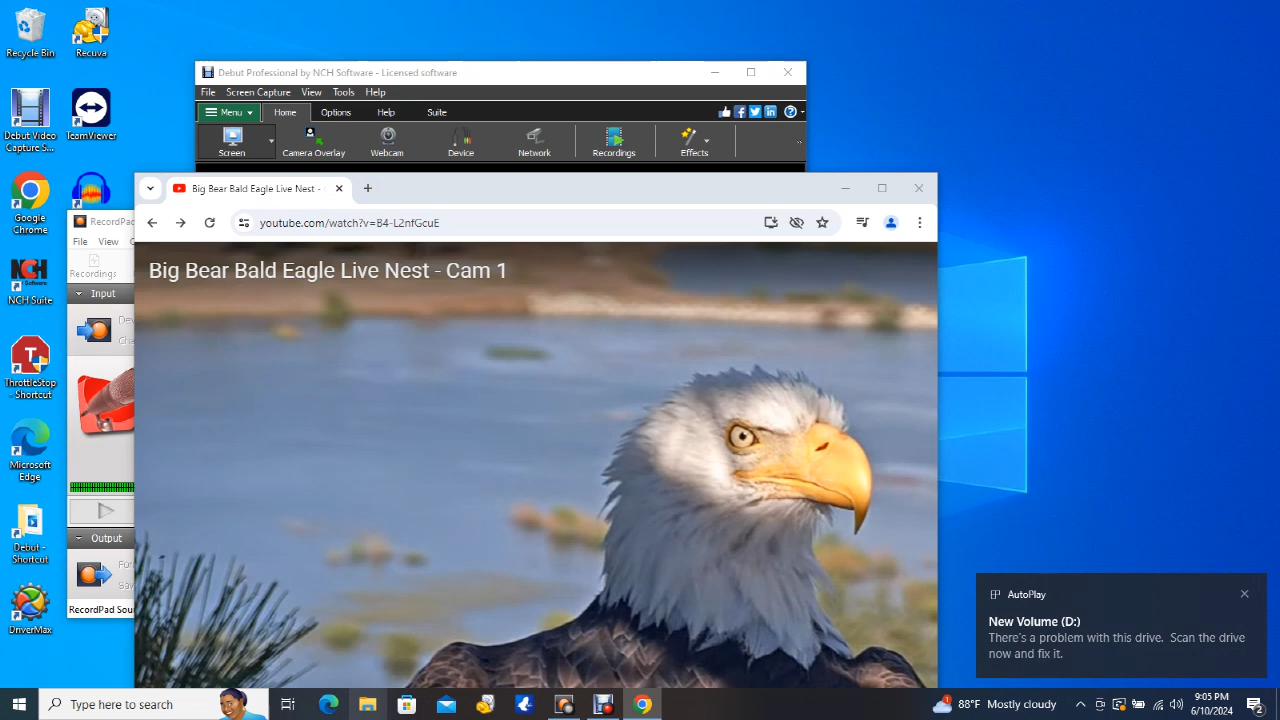 Recycle Bin
Recuva
Debut Video
Capture S...
TeamViewer
Google
Chrome
NCH Suite
ThrottleStop
- Shortcut
Microsoft
Edge
Debut -
Shortcut
DriverMax
Debut Professional by NCH Software - Licensed software
File Screen Capture View Tools Help
Menu Home Options Help Suite
Screen Camera Overlay Webcam Device Network Recordings Effects
RecordPad
File View
Recordings
Input
Output
RecordPad Sou
Big Bear Bald Eagle Live Nest -
youtube.com/watch?v=B4-L2nfGcuE
Big Bear Bald Eagle Live Nest - Cam 1
AutoPlay
New Volume (D:)
There's a problem with this drive. Scan the drive
now and fix it.
Type here to search
88°F Mostly cloudy
9:05 PM
6/10/2024
2